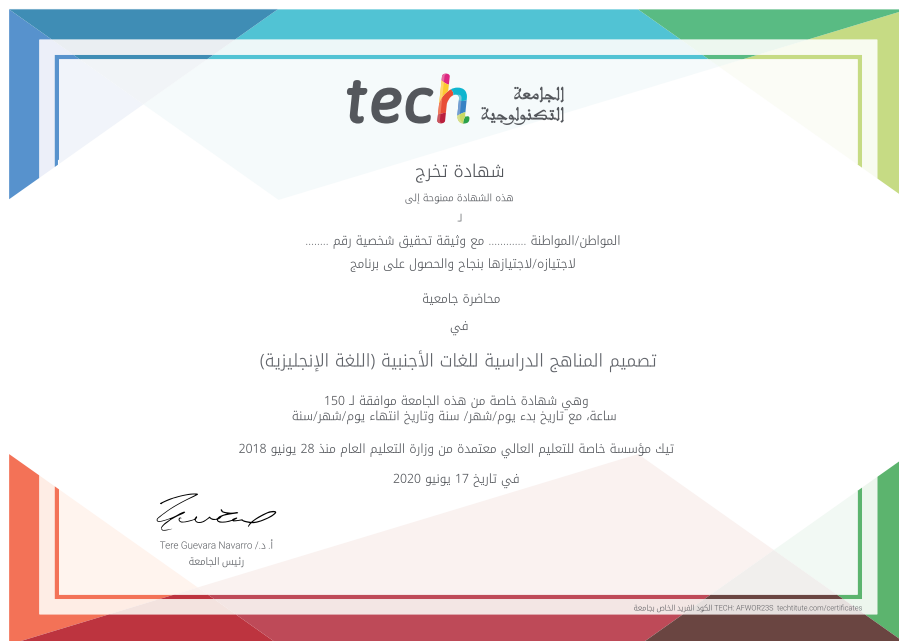 tech الجامعة
التكنولوجية
شهادة تخرج
هذه الشهادة ممنوحة إلى
لـ
المواطن/المواطنة ............ مع وثيقة تحقيق شخصية رقم ........
لاجتيازه/لاجتيازها بنجاح والحصول على برنامج
محاضرة جامعية
في
تصميم المناهج الدراسية للغات الأجنبية (اللغة الإنجليزية)
وهي شهادة خاصة من هذه الجامعة موافقة لـ 150
ساعة، مع تاريخ بدء يوم/شهر/ سنة وتاريخ انتهاء يوم/شهر/سنة
تيك مؤسسة خاصة للتعليم العالي معتمدة من وزارة التعليم العام منذ 28 يونيو 2018
في تاريخ 17 يونيو 2020
أ. د./ Tere Guevara Navarro
رئيس الجامعة
الكود الفريد الخاص بجامعة TECH: AFWOR23S techtitute.com/certificates